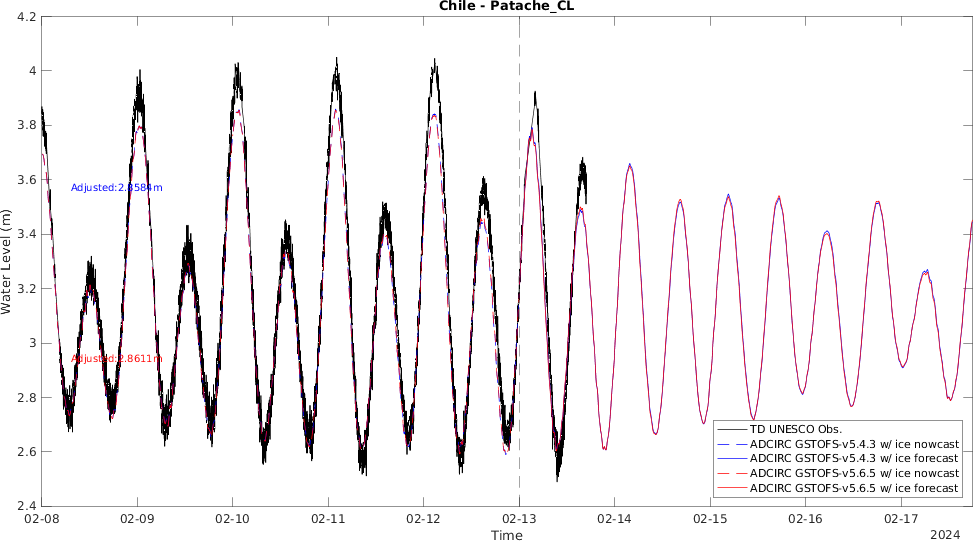 Chile - Patache_CL
4.2
4
3.8
3.6
3.4
3.2
3
2.8
2.6
2.4
Water Level (m)
Adjusted:2.8584m
Adjusted:2.8611m
TD UNESCO Obs.
ADCIRC GSTOFS-v5.4.3 w/ ice nowcast
ADCIRC GSTOFS-v5.4.3 w/ ice forecast
ADCIRC GSTOFS-v5.6.5 w/ ice nowcast
ADCIRC GSTOFS-v5.6.5 w/ ice forecast
02-08 02-09 02-10 02-11 02-12 02-13 02-14 02-15 02-16 02-17
Time
2024